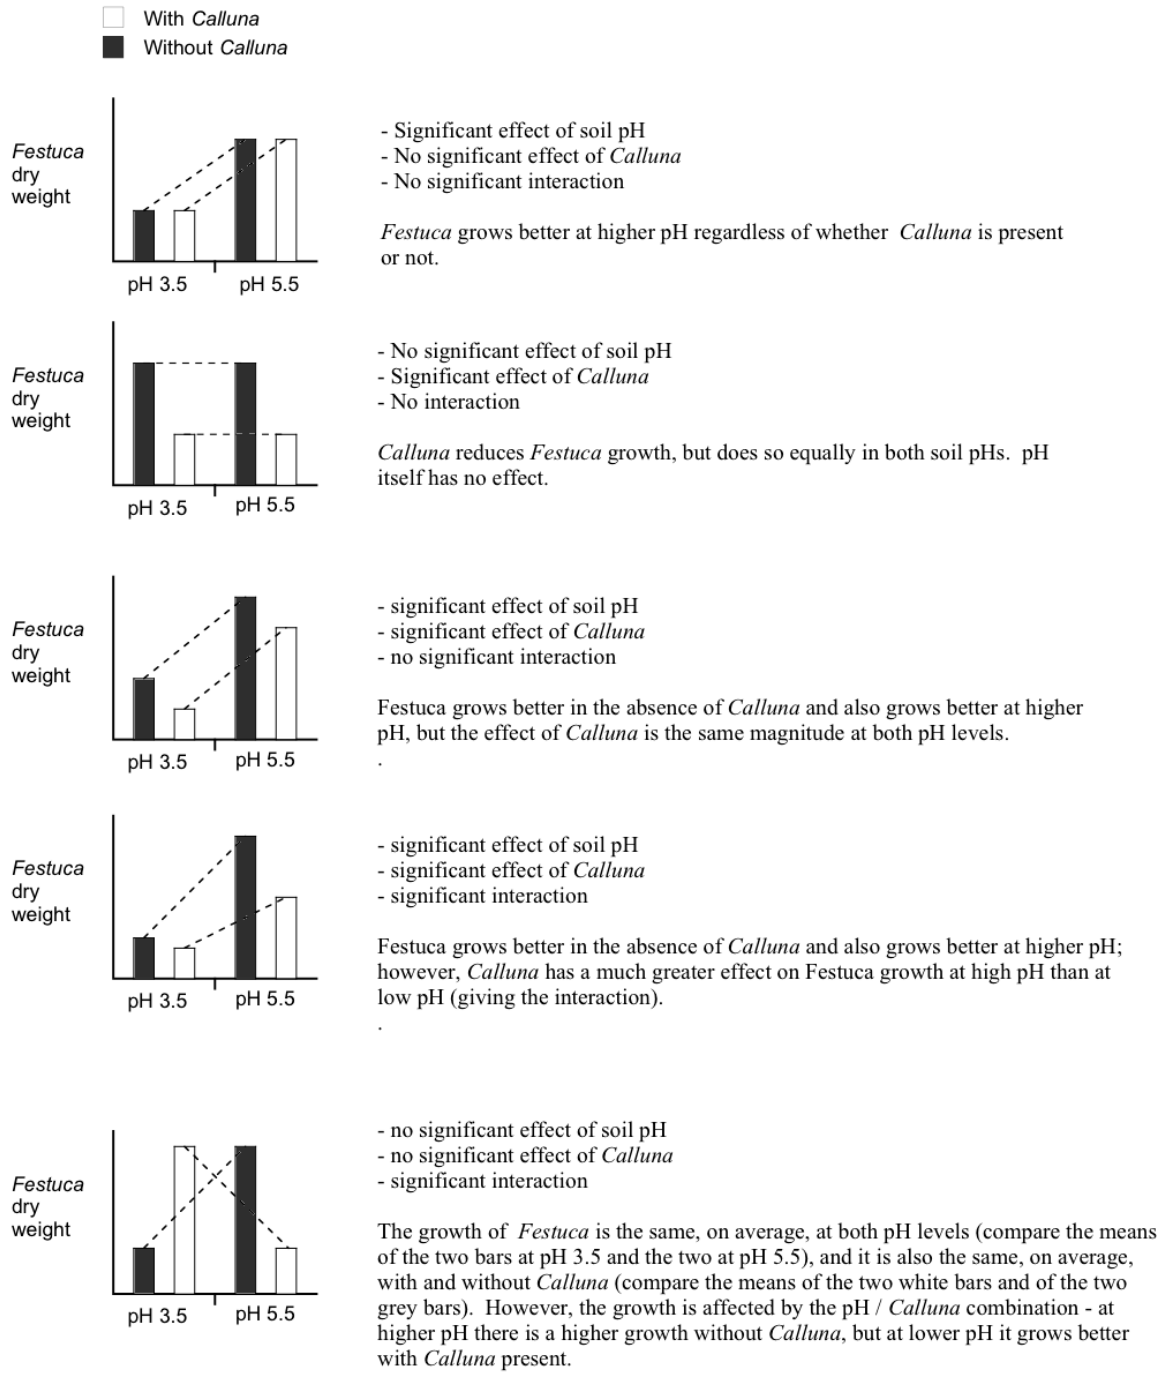 With Calluna
Without Calluna
Festuca
dry
weight
pH 3.5
pH 5.5
- Significant effect of soil pH
- No significant effect of Calluna
- No significant interaction
Festuca grows better at higher pH regardless of whether Calluna is present
or not.
Festuca
dry
weight
pH 3.5
pH 5.5
- No significant effect of soil pH
- Significant effect of Calluna
- No interaction
Calluna reduces Festuca growth, but does so equally in both soil pHs. pH
itself has no effect.
Festuca
dry
weight
pH 3.5
pH 5.5
- significant effect of soil pH
- significant effect of Calluna
- no significant interaction
Festuca grows better in the absence of Calluna and also grows better at higher
pH, but the effect of Calluna is the same magnitude at both pH levels.
.
Festuca
dry
weight
pH 3.5
pH 5.5
- significant effect of soil pH
- significant effect of Calluna
- significant interaction
Festuca grows better in the absence of Calluna and also grows better at higher pH;
however, Calluna has a much greater effect on Festuca growth at high pH than at
low pH (giving the interaction).
.
Festuca
dry
weight
pH 3.5
pH 5.5
- no significant effect of soil pH
- no significant effect of Calluna
- significant interaction
The growth of Festuca is the same, on average, at both pH levels (compare the means
of the two bars at pH 3.5 and the two at pH 5.5), and it is also the same, on average,
with and without Calluna (compare the means of the two white bars and of the two
grey bars). However, the growth is affected by the pH / Calluna combination - at
higher pH there is a higher growth without Calluna, but at lower pH it grows better
with Calluna present.